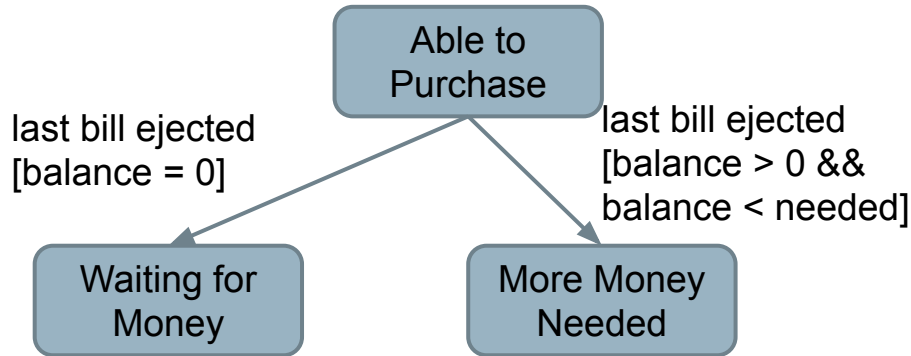 Able to
Purchase
last bill ejected
[balance = 0]
last bill ejected
[balance > 0 &&
balance < needed]
Waiting for
Money
More Money
Needed